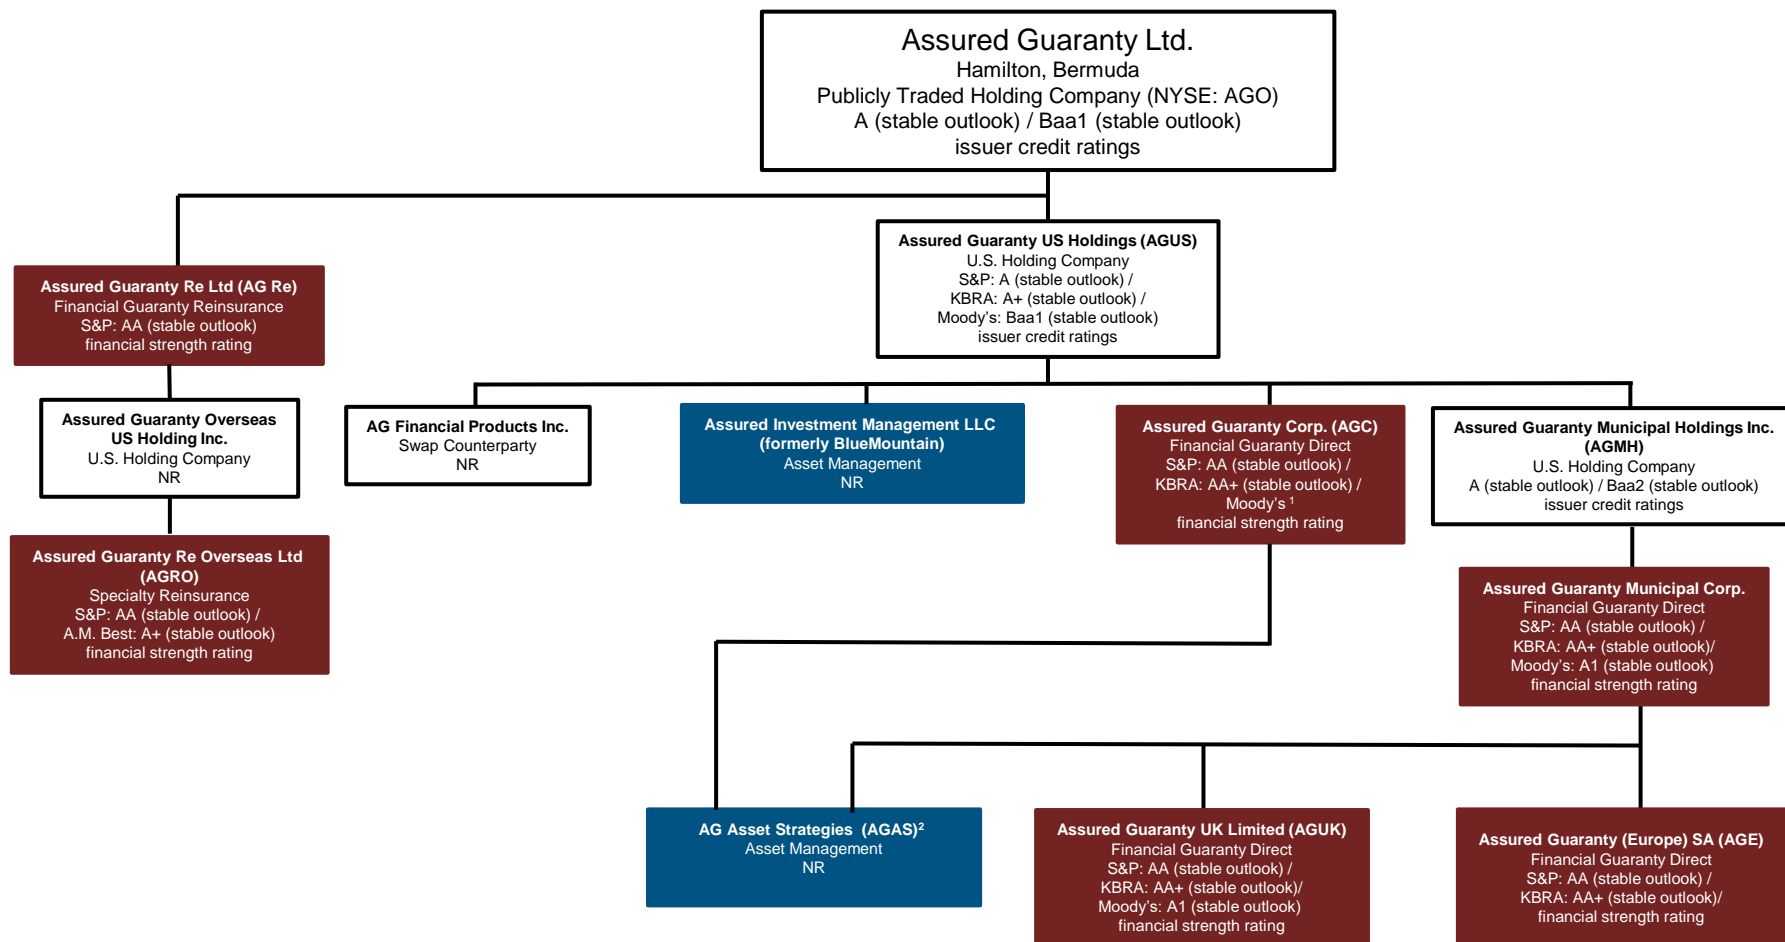 Assured Guaranty Ltd.
Hamilton, Bermuda
Publicly Traded Holding Company (NYSE: AGO)
A (stable outlook) / Baa1 (stable outlook)
issuer credit ratings
Assured Guaranty US Holdings (AGUS)
U.S. Holding Company
S&P: A (stable outlook) /
KBRA: A+ (stable outlook) /
Moody's: Baa1 (stable outlook)
issuer credit ratings
Assured Guaranty Re Ltd (AG Re)
Financial Guaranty Reinsurance
S&P: AA (stable outlook)
financial strength rating
Assured Guaranty Overseas
US Holding Inc.
U.S. Holding Company
NR
AG Financial Products Inc.
Swap Counterparty
NR
Assured Investment Management LLC
(formerly BlueMountain)
Asset Management
NR
Assured Guaranty Corp. (AGC)
Financial Guaranty Direct
S&P: AA (stable outlook) /
KBRA: AA+ (stable outlook) /
Moody's ¹
financial strength rating
Assured Guaranty Municipal Holdings Inc.
(AGMH)
U.S. Holding Company
A (stable outlook) / Baa2 (stable outlook)
issuer credit ratings
Assured Guaranty Re Overseas Ltd
(AGRO)
Specialty Reinsurance
S&P: AA (stable outlook) /
A.M. Best: A+ (stable outlook)
financial strength rating
Assured Guaranty Municipal Corp.
Financial Guaranty Direct
S&P: AA (stable outlook) /
KBRA: AA+ (stable outlook)/
Moody's: A1 (stable outlook)
financial strength rating
AG Asset Strategies (AGAS)²
Asset Management
NR
Assured Guaranty UK Limited (AGUK)
Financial Guaranty Direct
S&P: AA (stable outlook) /
KBRA: AA+ (stable outlook)/
Moody's: A1 (stable outlook)
financial strength rating
Assured Guaranty (Europe) SA (AGE)
Financial Guaranty Direct
S&P: AA (stable outlook) /
KBRA: AA+ (stable outlook)/
financial strength rating